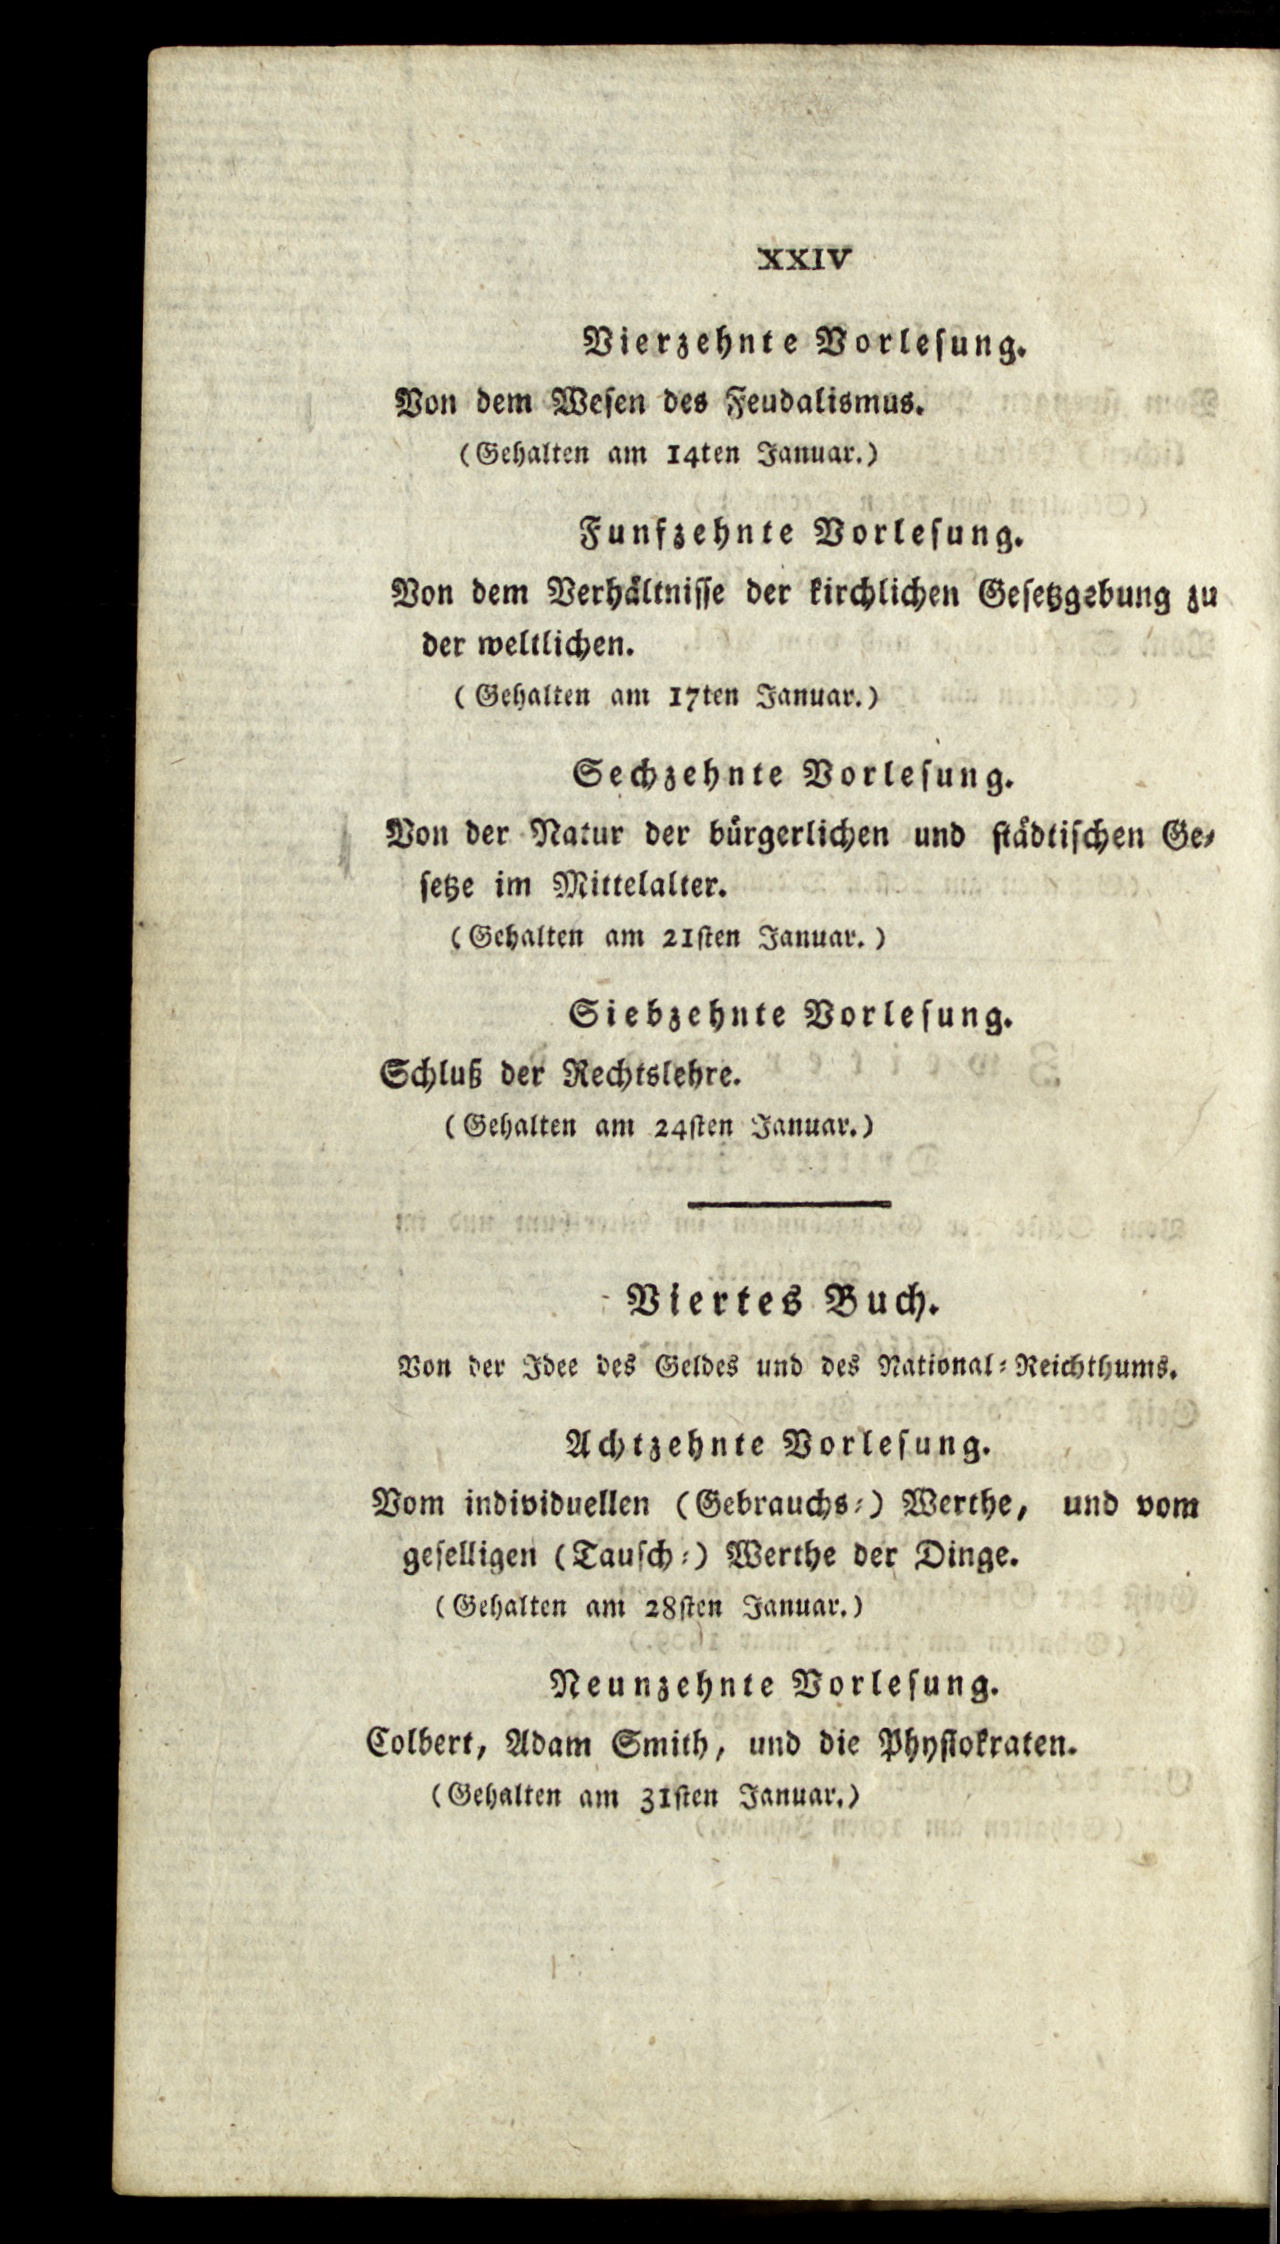 XXIV
Vierzehnte Vorlesung.
Von dem Wesen des Feudalismus.
(Gehalten am 14ten Januar.)
Funfzehnte Vorlesung.
Von dem Verhältnisse der kirchlichen Gesetzgebung zu
der weltlichen.
(Gehalten am 17ten Januar.)
Sechzehnte Vorlesung.
Von der Natur der bürgerlichen und städtischen Ge-
setze im Mittelalter.
(Gehalten am 21sten Januar.)
Siebzehnte Vorlesung.
Schluß der Rechtslehre.
(Gehalten am 24sten Januar.)
Viertes Buch.
Von der Idee des Geldes und des National-Reichthums.
Achtzehnte Vorlesung.
Vom individuellen (Gebrauchs-) Werthe, und vom
geselligen (Tausch-) Werthe der Dinge.
(Gehalten am 28sten Januar.)
Neunzehnte Vorlesung.
Colbert, Adam Smith, und die Physiokraten.
(Gehalten am 31sten Januar.)